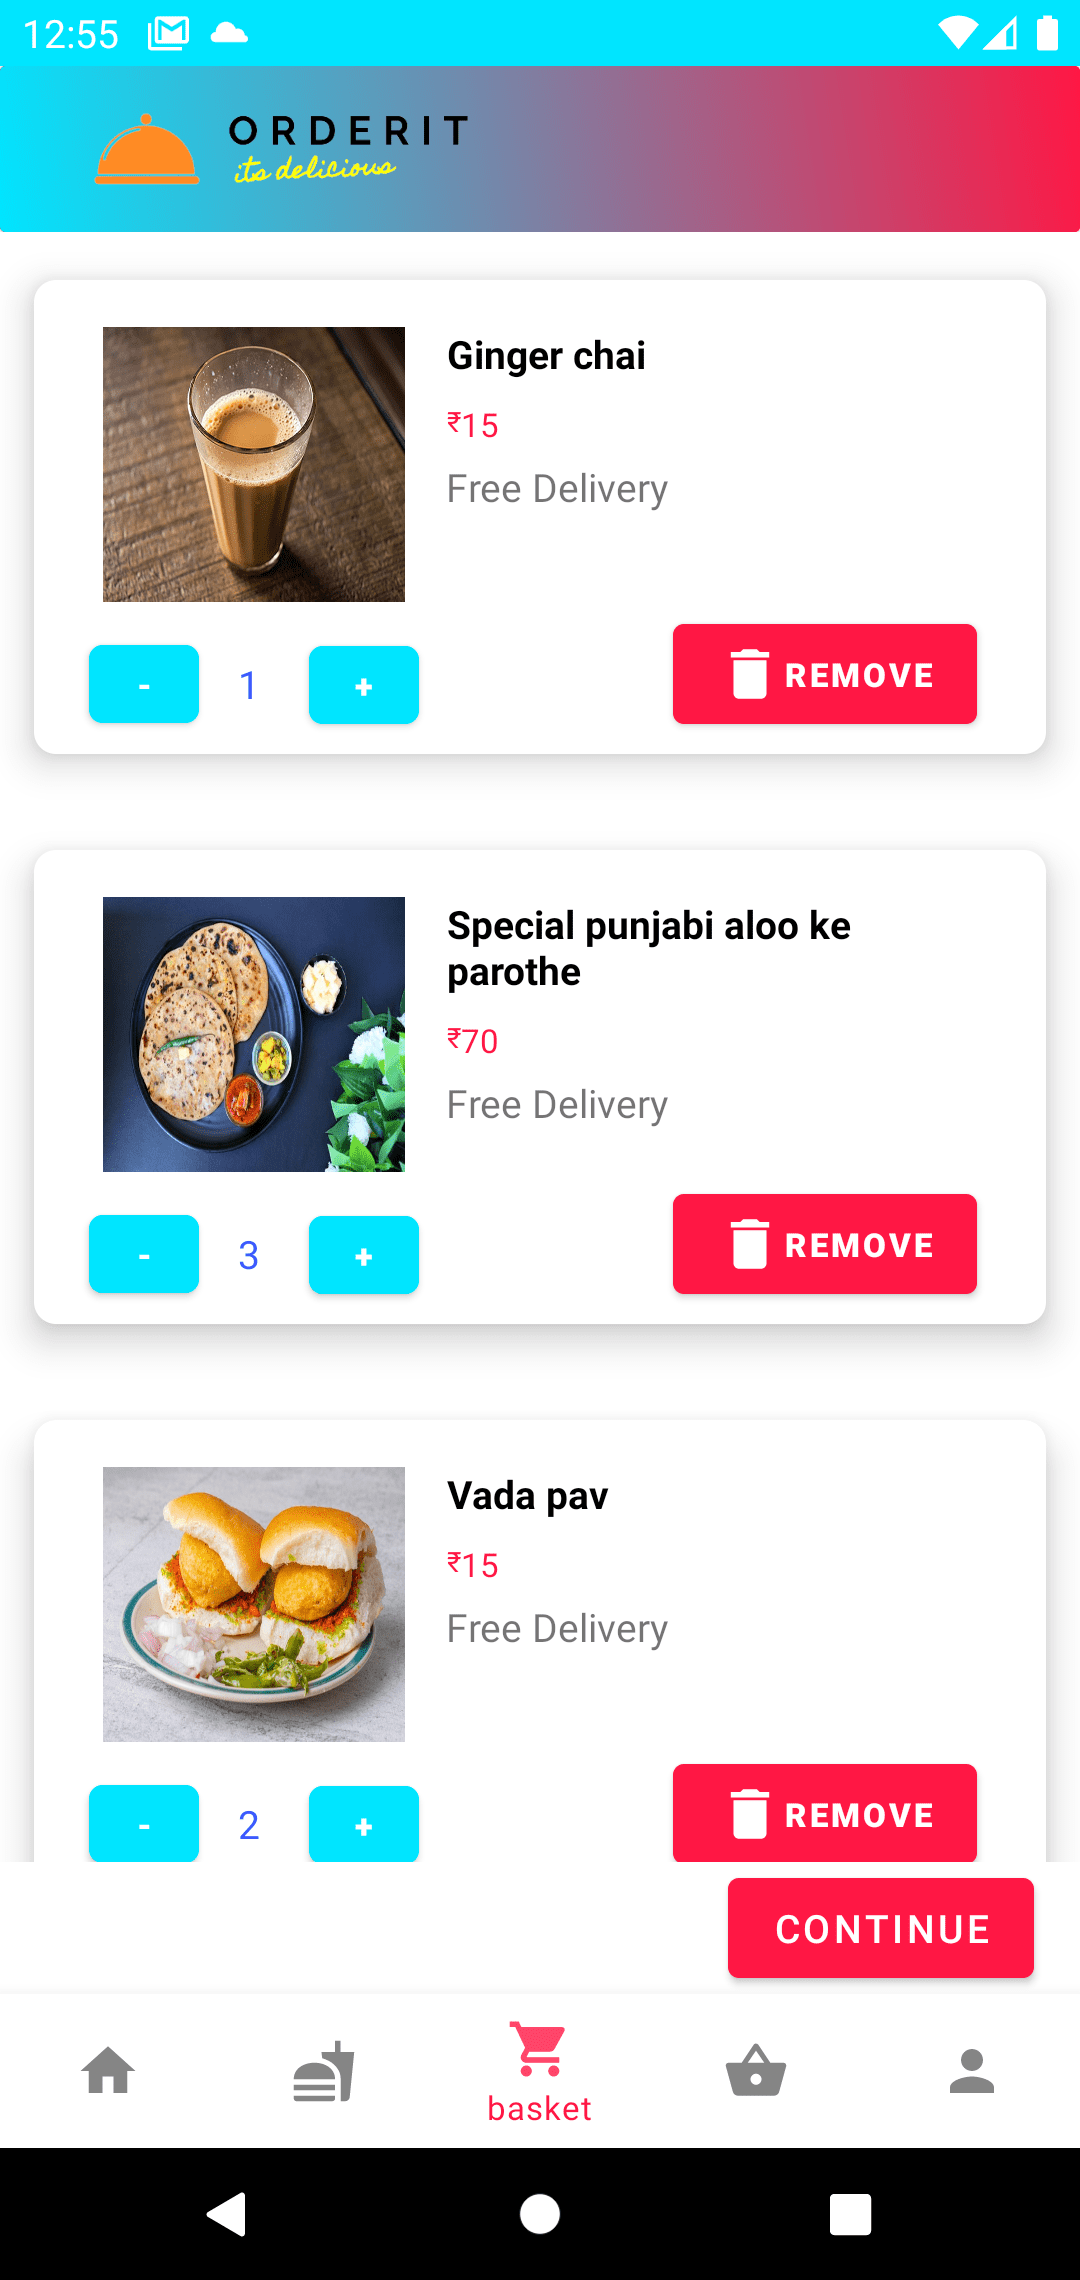 12:55
ORDERIT
its delicious
Ginger chai
₹15
Free Delivery
- 1 +
REMOVE
Special punjabi aloo ke
parothe
₹70
Free Delivery
- 3 +
REMOVE
Vada pav
₹15
Free Delivery
- 2 +
REMOVE
CONTINUE
basket